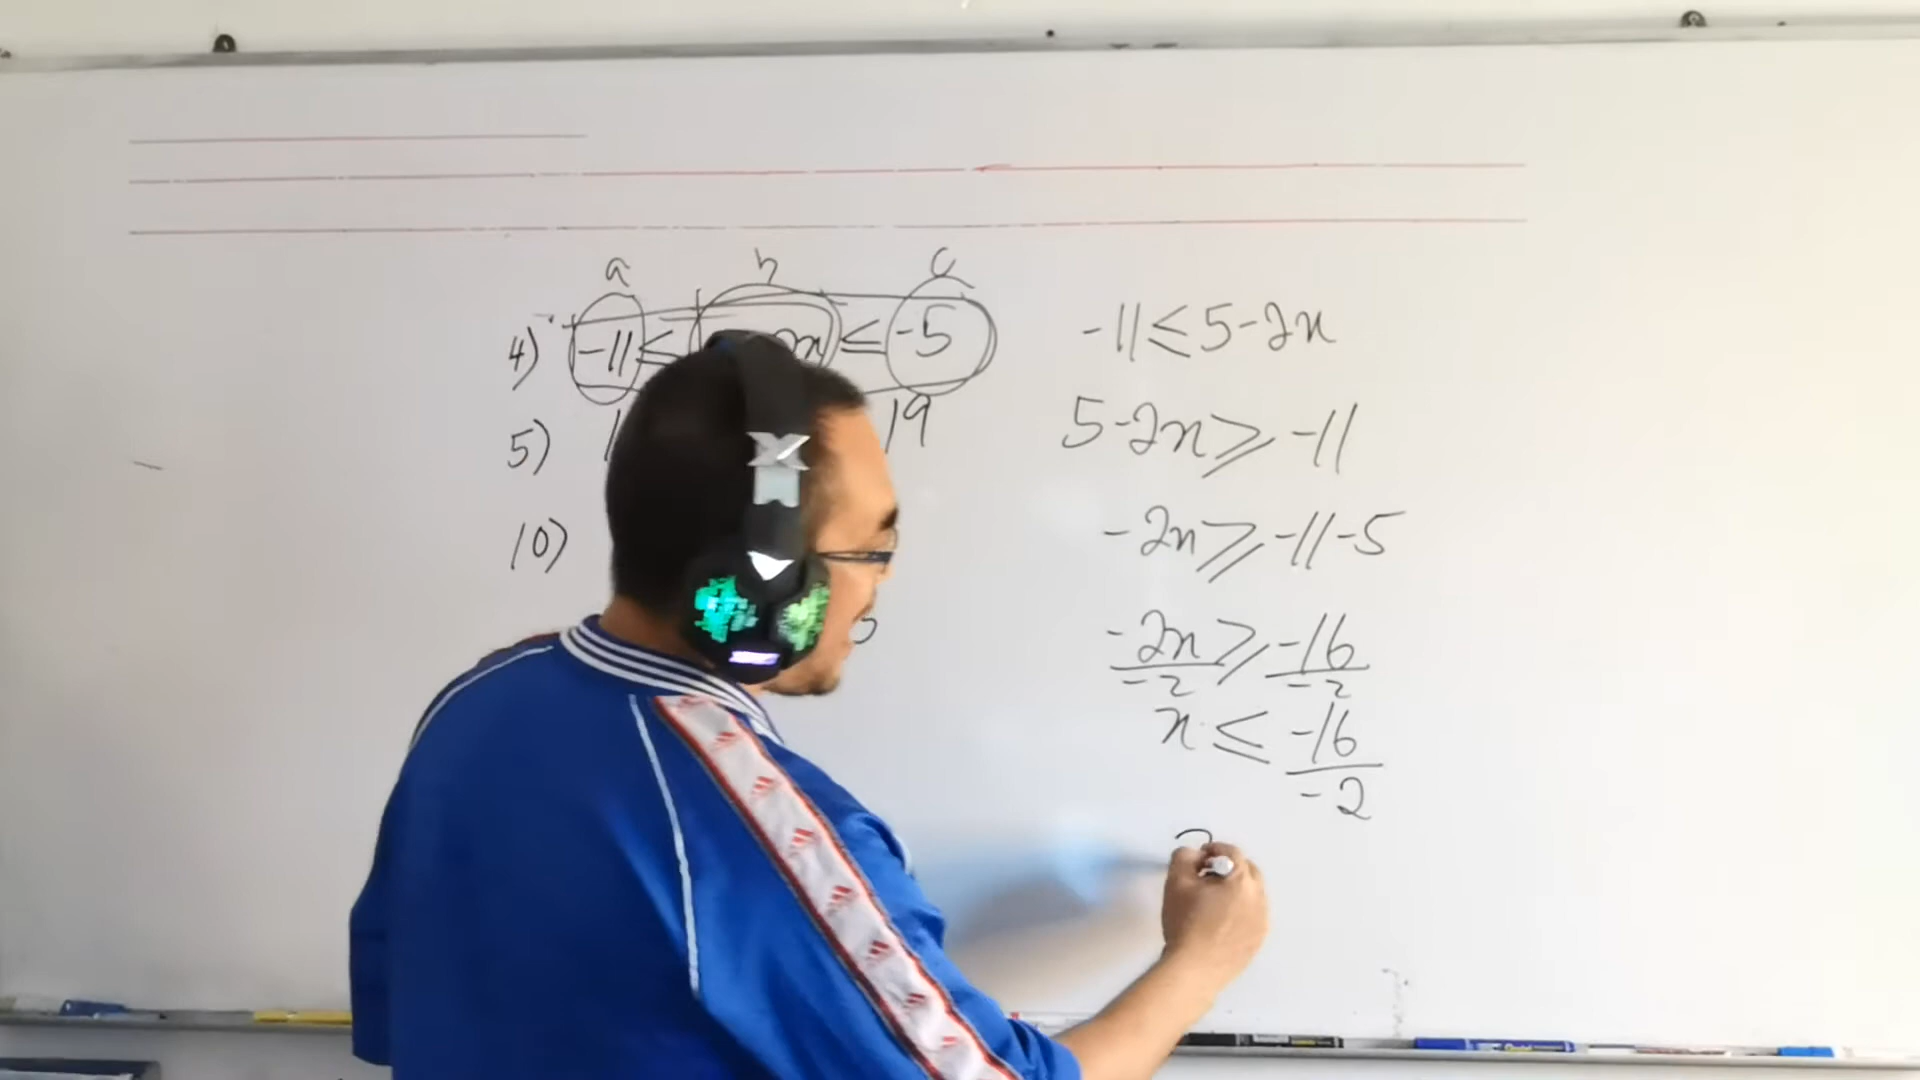 a b c
4) -11 ≤ x ≤ -5
5) 19
10)
-11 ≤ 5-2x
5-2x ≥ -11
-2x ≥ -11-5
-2x ≥ -16
-2 -2
x ≤ -16
-2